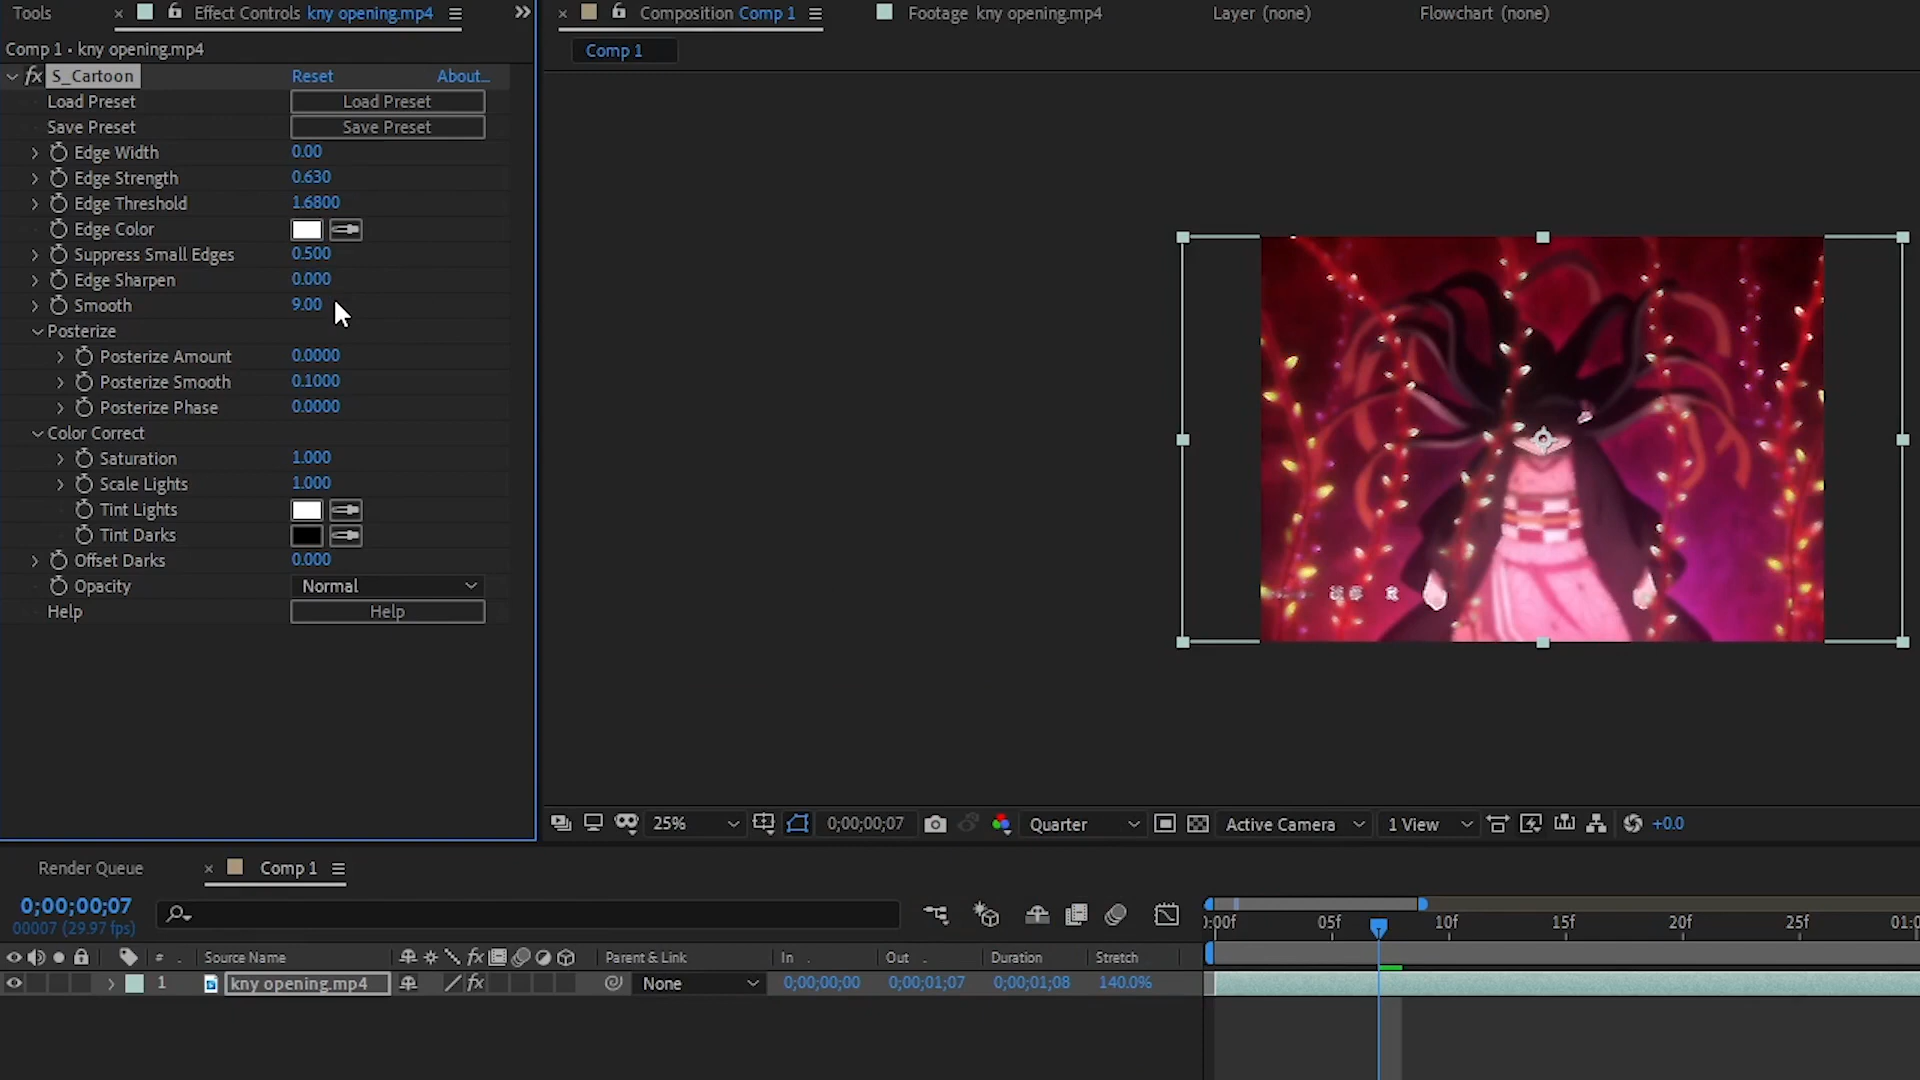 Tools × Effect Controls kny opening.mp4 »
× Composition Comp 1 Footage kny opening.mp4 Layer (none) Flowchart (none)
Comp 1 • kny opening.mp4
Comp 1
fx S_Cartoon Reset About...
Load Preset Load Preset
Save Preset Save Preset
Edge Width 0.00
Edge Strength 0.630
Edge Threshold 1.6800
Edge Color
Suppress Small Edges 0.500
Edge Sharpen 0.000
Smooth 9.00
Posterize
Posterize Amount 0.0000
Posterize Smooth 0.1000
Posterize Phase 0.0000
Color Correct
Saturation 1.000
Scale Lights 1.000
Tint Lights
Tint Darks
Offset Darks 0.000
Opacity Normal
Help Help
25% 0;00;00;07 Quarter Active Camera 1 View +0.0
Render Queue × Comp 1
0;00;00;07
00007 (29.97 fps)
:00f 05f 10f 15f 20f 25f 01:0
# . Source Name fx Parent & Link In . Out . Duration Stretch
1 kny opening.mp4 fx None 0;00;00;00 0;00;01;07 0;00;01;08 140.0%